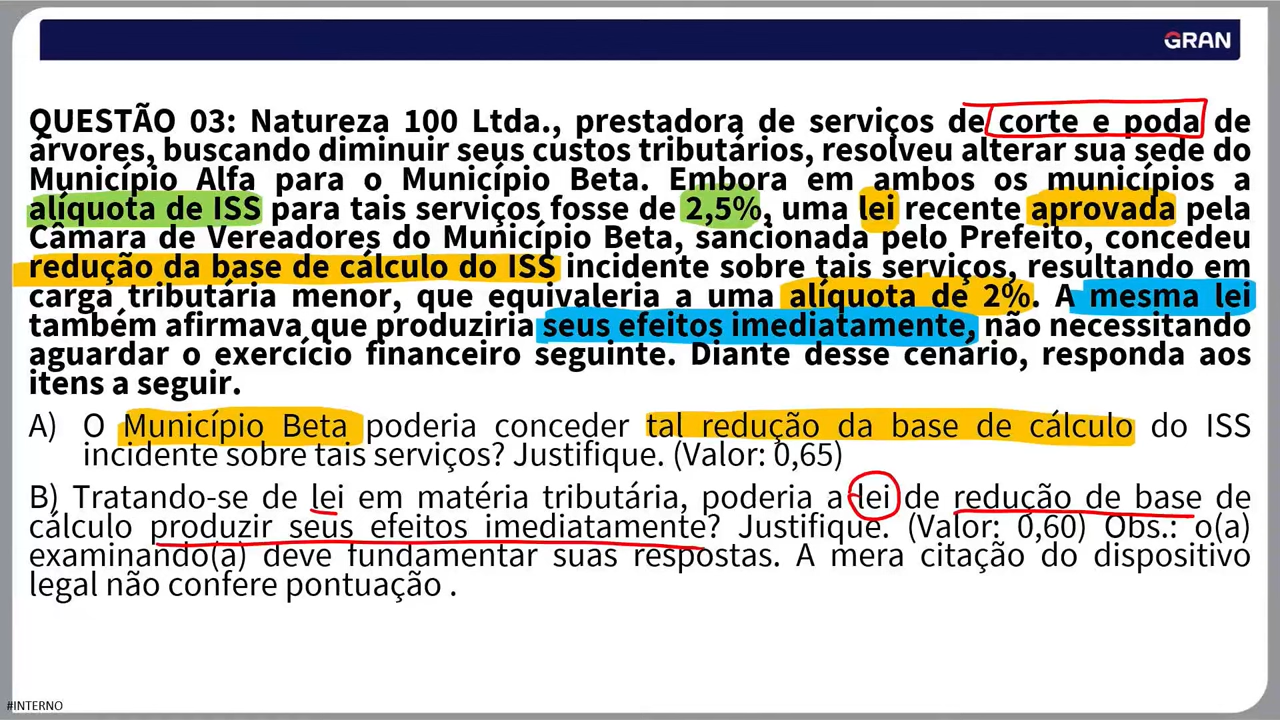 GRAN
QUESTÃO 03: Natureza 100 Ltda., prestadora de serviços de corte e poda de
árvores, buscando diminuir seus custos tributários, resolveu alterar sua sede do
Município Alfa para o Município Beta. Embora em ambos os municípios a
alíquota de ISS para tais serviços fosse de 2,5%, uma lei recente aprovada pela
Câmara de Vereadores do Município Beta, sancionada pelo Prefeito, concedeu
redução da base de cálculo do ISS incidente sobre tais serviços, resultando em
carga tributária menor, que equivaleria a uma alíquota de 2%. A mesma lei
também afirmava que produziria seus efeitos imediatamente, não necessitando
aguardar o exercício financeiro seguinte. Diante desse cenário, responda aos
itens a seguir.
A) O Município Beta poderia conceder tal redução da base de cálculo do ISS
incidente sobre tais serviços? Justifique. (Valor: 0,65)
B) Tratando-se de lei em matéria tributária, poderia a lei de redução de base de
cálculo produzir seus efeitos imediatamente? Justifique. (Valor: 0,60) Obs.: o(a)
examinando(a) deve fundamentar suas respostas. A mera citação do dispositivo
legal não confere pontuação .
#INTERNO